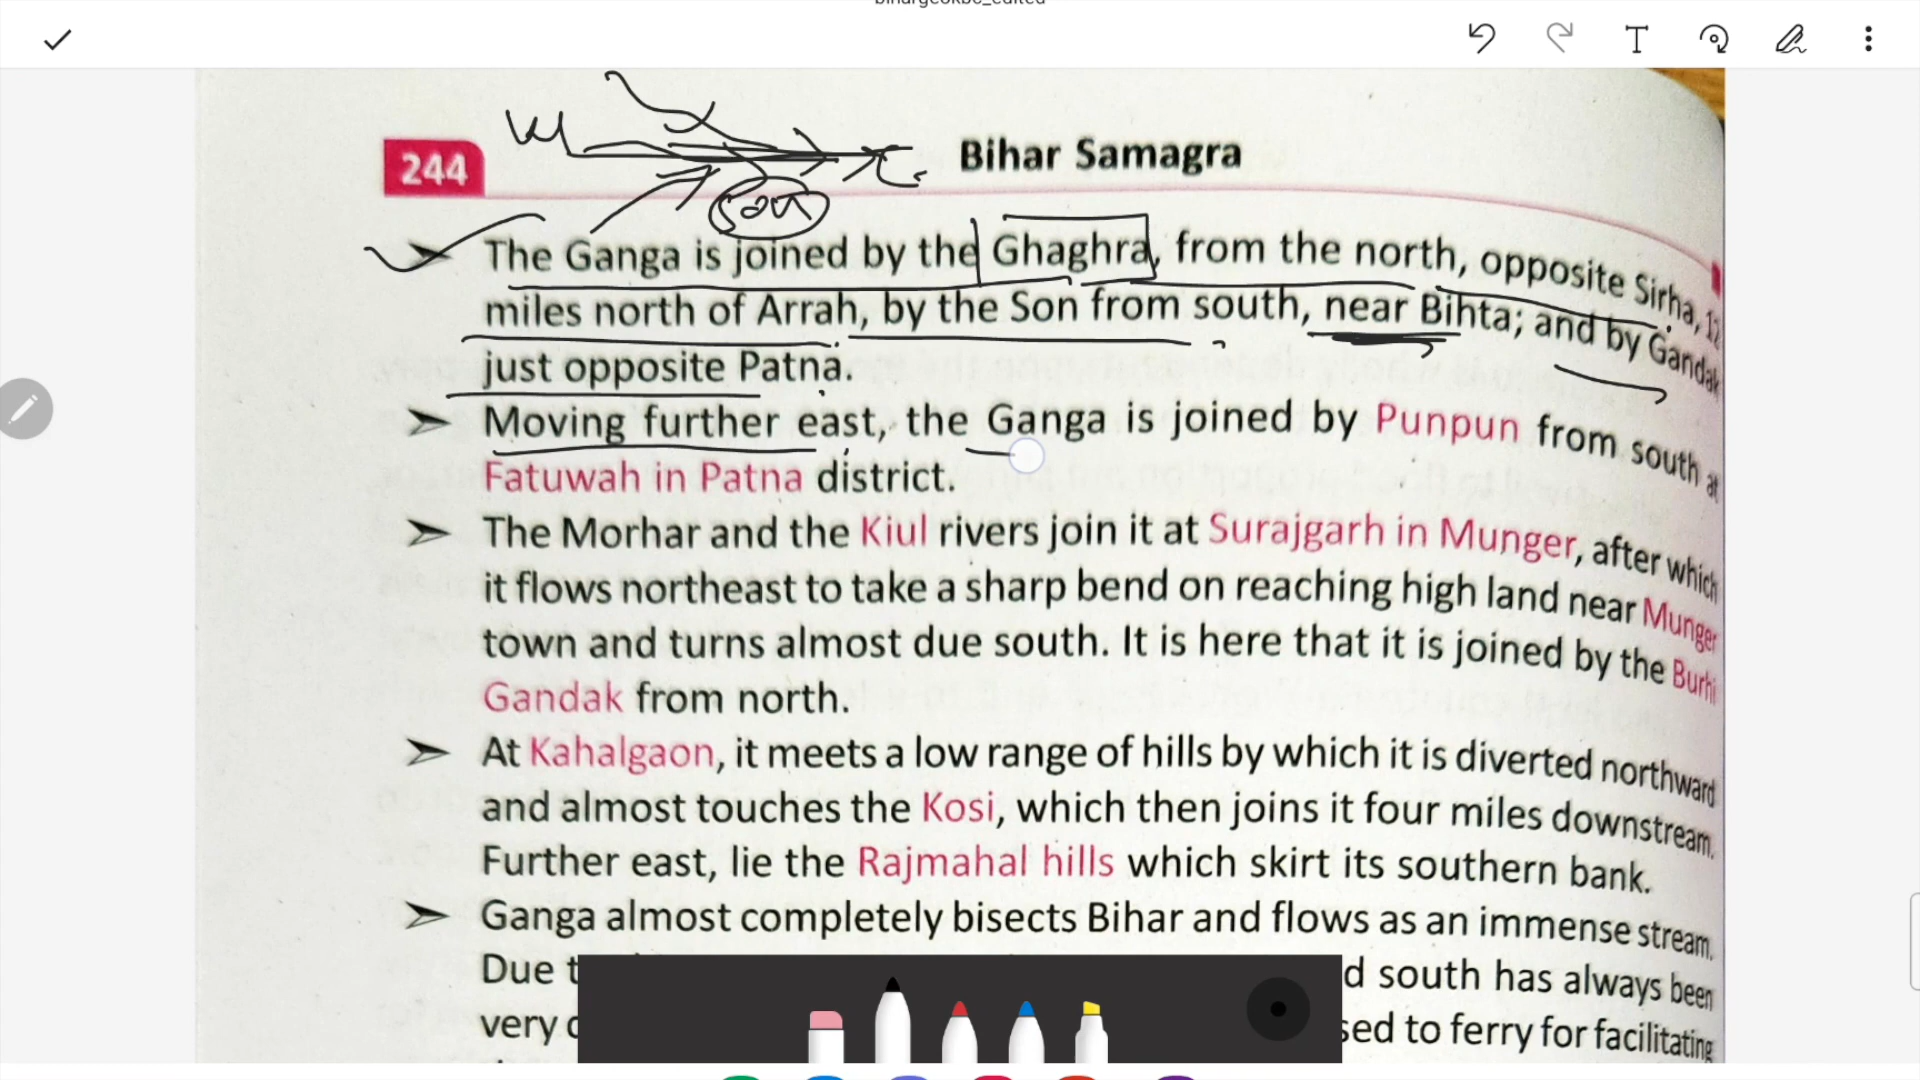 244 Bihar Samagra
Son
➤ The Ganga is joined by the Ghaghra, from the north, opposite Sirha, 12
miles north of Arrah, by the Son from south, near Bihta; and by Gandak
just opposite Patna.
➤ Moving further east, the Ganga is joined by Punpun from south at
Fatuwah in Patna district.
➤ The Morhar and the Kiul rivers join it at Surajgarh in Munger, after which
it flows northeast to take a sharp bend on reaching high land near Munger
town and turns almost due south. It is here that it is joined by the Burhi
Gandak from north.
➤ At Kahalgaon, it meets a low range of hills by which it is diverted northward
and almost touches the Kosi, which then joins it four miles downstream.
Further east, lie the Rajmahal hills which skirt its southern bank.
➤ Ganga almost completely bisects Bihar and flows as an immense stream.
Due d south has always been
very sed to ferry for facilitating